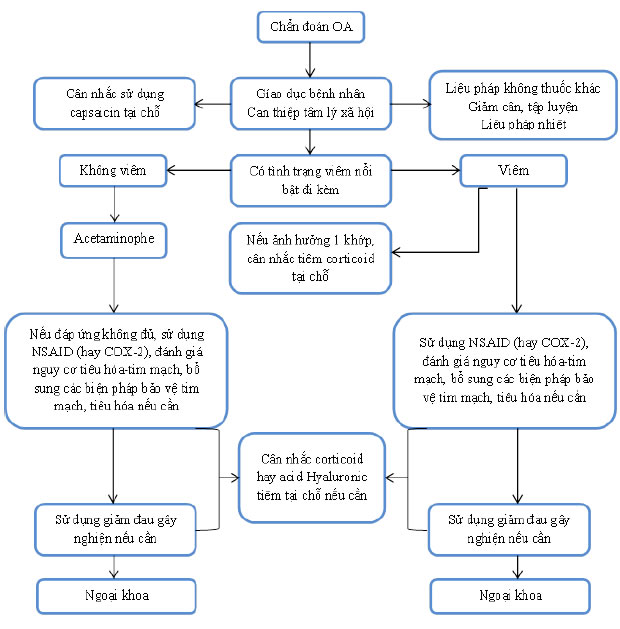 Chẩn đoán OA
Cân nhắc sử dụng
capsaicin tại chỗ
Giáo dục bệnh nhân
Can thiệp tâm lý xã hội
Liệu pháp không thuốc khác
Giảm cân, tập luyện
Liệu pháp nhiệt
Không viêm
Có tình trạng viêm nổi
bật đi kèm
Viêm
Acetaminophe
Nếu ảnh hưởng 1 khớp,
cân nhắc tiêm corticoid
tại chỗ
Nếu đáp ứng không đủ, sử dụng
NSAID (hay COX-2), đánh giá
nguy cơ tiêu hóa-tim mạch, bổ
sung các biện pháp bảo vệ tim
mạch, tiêu hóa nếu cần
Sử dụng NSAID (hay COX-2),
đánh giá nguy cơ tiêu hóa-tim
mạch, bổ sung các biện pháp bảo
vệ tim mạch, tiêu hóa nếu cần
Cân nhắc corticoid
hay acid Hyaluronic
tiêm tại chỗ nếu cần
Sử dụng giảm đau gây
nghiện nếu cần
Sử dụng giảm đau gây
nghiện nếu cần
Ngoại khoa
Ngoại khoa